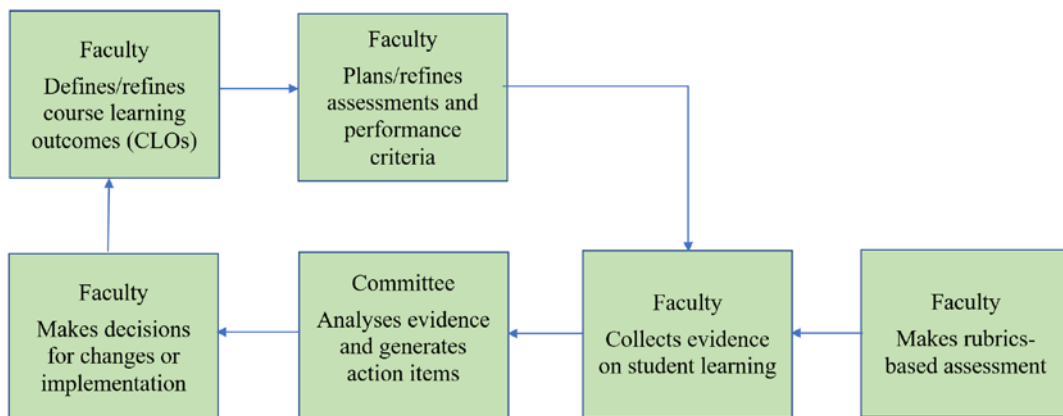 Faculty
Defines/refines
course learning
outcomes (CLOs)
Faculty
Plans/refines
assessments and
performance
criteria
Faculty
Makes decisions
for changes or
implementation
Committee
Analyses evidence
and generates
action items
Faculty
Collects evidence
on student learning
Faculty
Makes rubrics-
based assessment